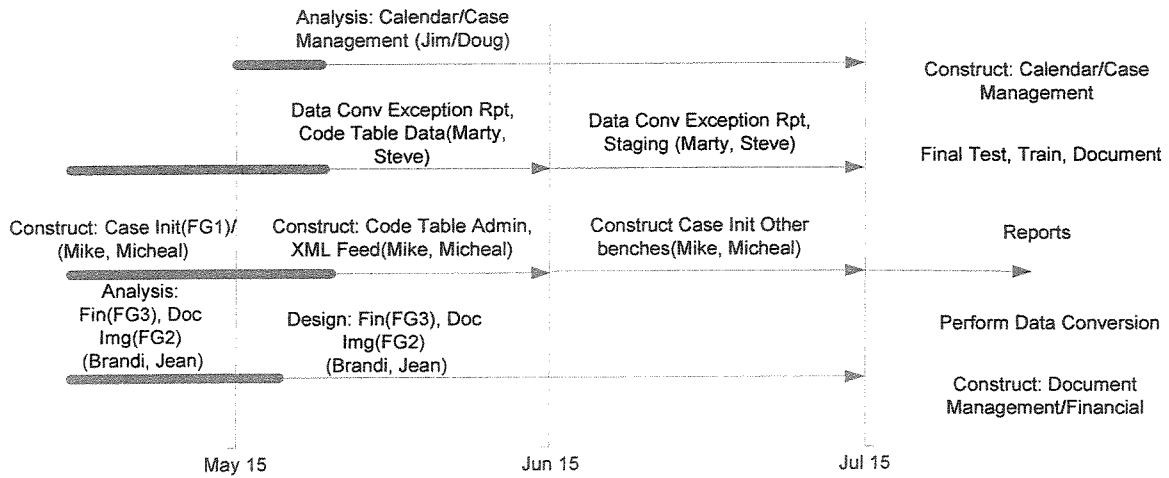 Analysis: Calendar/Case
Management (Jim/Doug)
Construct: Calendar/Case
Management
Data Conv Exception Rpt,
Code Table Data(Marty,
Steve)
Data Conv Exception Rpt,
Staging (Marty, Steve)
Final Test, Train, Document
Construct: Case Init(FG1)/
(Mike, Micheal)
Construct: Code Table Admin,
XML Feed(Mike, Micheal)
Construct Case Init Other
benches(Mike, Micheal)
Reports
Analysis:
Fin(FG3), Doc
Img(FG2)
(Brandi, Jean)
Design: Fin(FG3), Doc
Img(FG2)
(Brandi, Jean)
Perform Data Conversion
Construct: Document
Management/Financial
May 15
Jun 15
Jul 15